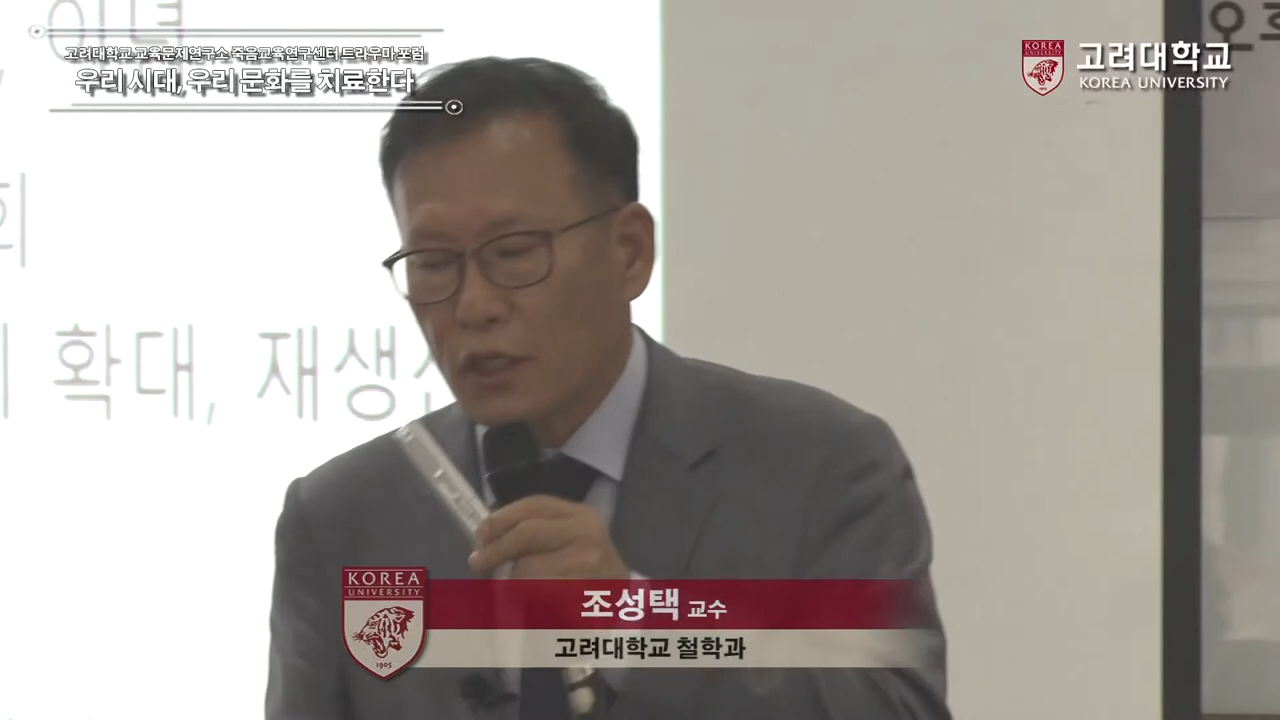 고려대학교 교육문제연구소 죽음교육연구센터 트라우마 포럼
우리 시대, 우리 문화를 치료한다
고려대학교
KOREA UNIVERSITY
확대, 재생산
KOREA
UNIVERSITY
1905
조성택 교수
고려대학교 철학과